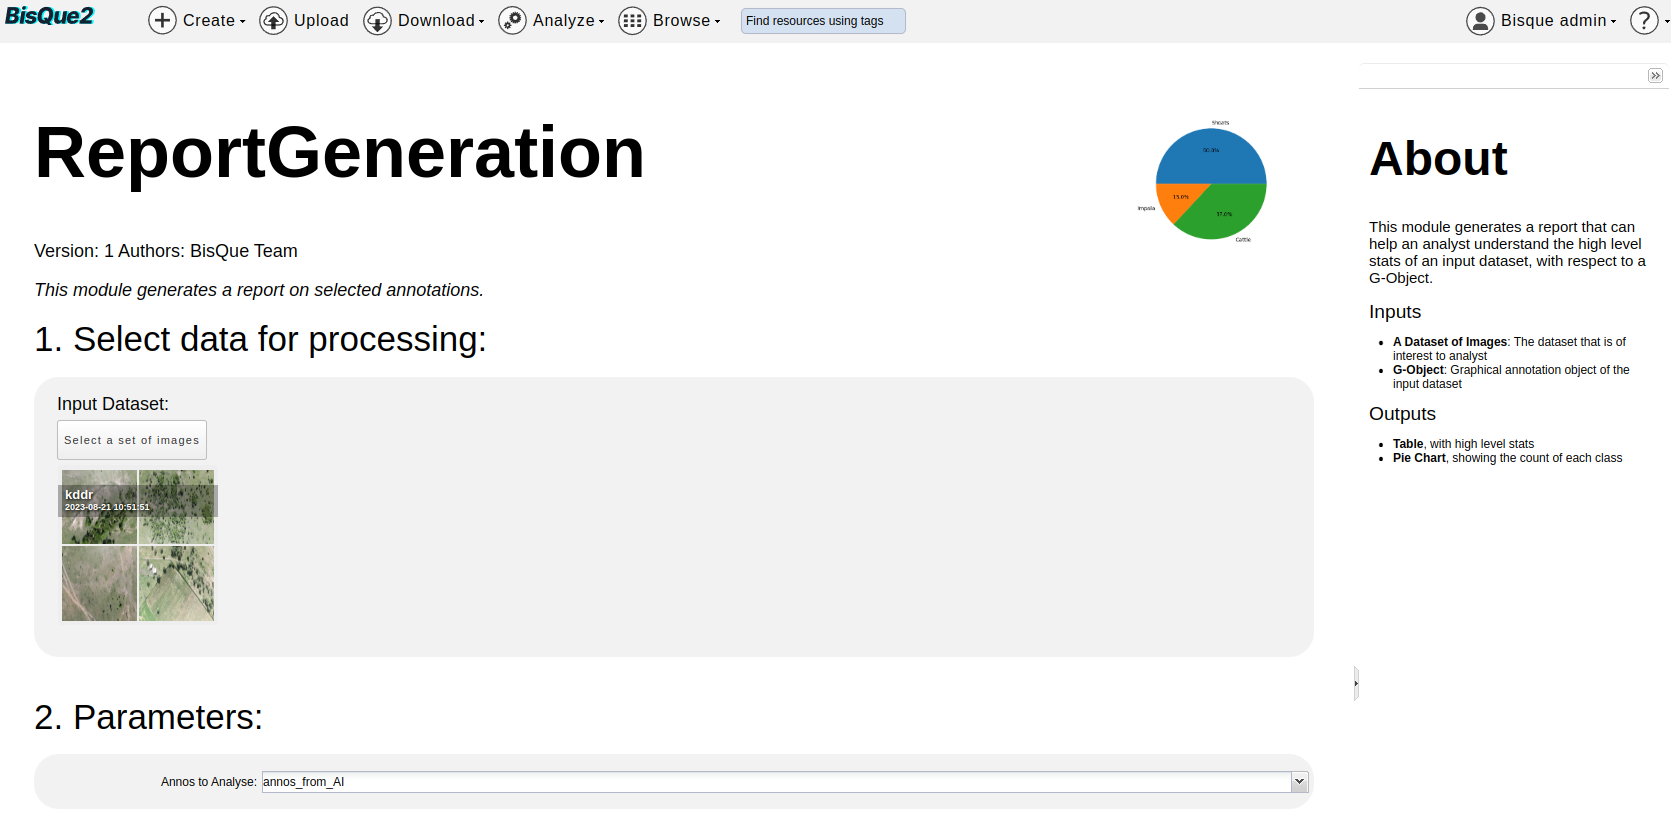 BisQue2 Create Upload Download Analyze Browse Find resources using tags Bisque admin ?
ReportGeneration
Shoats
50.0%
13.0%
37.0%
Impala
Cattle
Version: 1 Authors: BisQue Team
This module generates a report on selected annotations.
1. Select data for processing:
Input Dataset:
Select a set of images
kddr
2023-08-21 10:51:51
2. Parameters:
Annos to Analyse: annos_from_AI
About
This module generates a report that can
help an analyst understand the high level
stats of an input dataset, with respect to a
G-Object.
Inputs
• A Dataset of Images: The dataset that is of
interest to analyst
• G-Object: Graphical annotation object of the
input dataset
Outputs
• Table, with high level stats
• Pie Chart, showing the count of each class